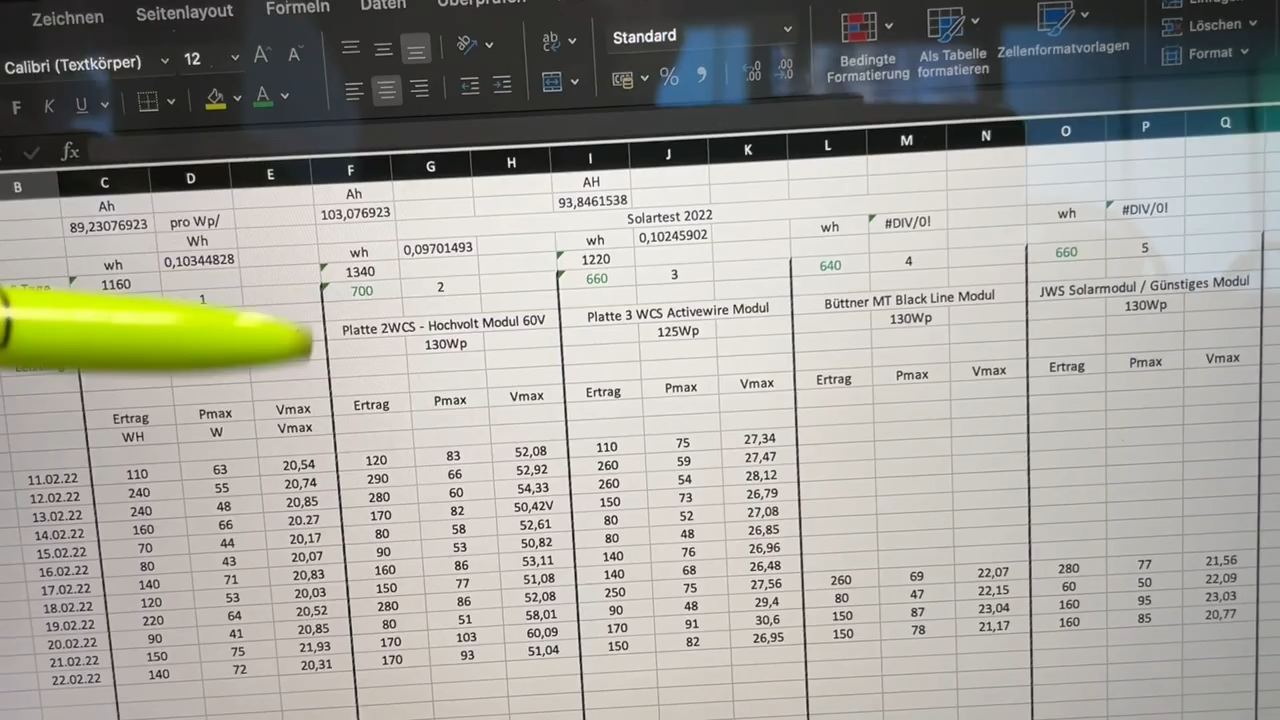 Zeichnen Seitenlayout Formeln Daten Überprüfen
Calibri (Textkörper) 12 A A ab Standard Bedingte Formatierung Als Tabelle formatieren Zellenformatvorlagen Löschen
F K U A % Format
fx
B C D E F G H I J K L M N O P Q
Ah Ah AH
89,23076923 pro Wp/ 103,076923 93,8461538 Solartest 2022
Wh wh 0,09701493 wh 0,10245902 wh #DIV/0! wh #DIV/0!
wh 0,10344828 1340 1220
1160 700 2 660 3 640 4 660 5
1
Platte 2WCS - Hochvolt Modul 60V Platte 3 WCS Activewire Modul Büttner MT Black Line Modul JWS Solarmodul / Günstiges Modul
130Wp 125Wp 130Wp 130Wp
Ertrag Pmax Vmax Ertrag Pmax Vmax Ertrag Pmax Vmax Ertrag Pmax Vmax Ertrag Pmax Vmax
WH W Vmax
11.02.22 110 63 20,54 120 83 52,08 110 75 27,34
12.02.22 240 55 20,74 290 66 52,92 260 59 27,47
13.02.22 240 48 20,85 280 60 54,33 260 54 28,12
14.02.22 160 66 20.27 170 82 50,42V 150 73 26,79
15.02.22 70 44 20,17 80 58 52,61 80 52 27,08
16.02.22 80 43 20,07 90 53 50,82 80 48 26,85
17.02.22 140 71 20,83 160 86 53,11 140 76 26,96
18.02.22 120 53 20,03 150 77 51,08 140 68 26,48
19.02.22 220 64 20,52 280 86 52,08 250 75 27,56 260 69 22,07 280 77 21,56
20.02.22 90 41 20,85 80 51 58,01 90 48 29,4 80 47 22,15 60 50 22,09
21.02.22 150 75 21,93 170 103 60,09 170 91 30,6 150 87 23,04 160 95 23,03
22.02.22 140 72 20,31 170 93 51,04 150 82 26,95 150 78 21,17 160 85 20,77